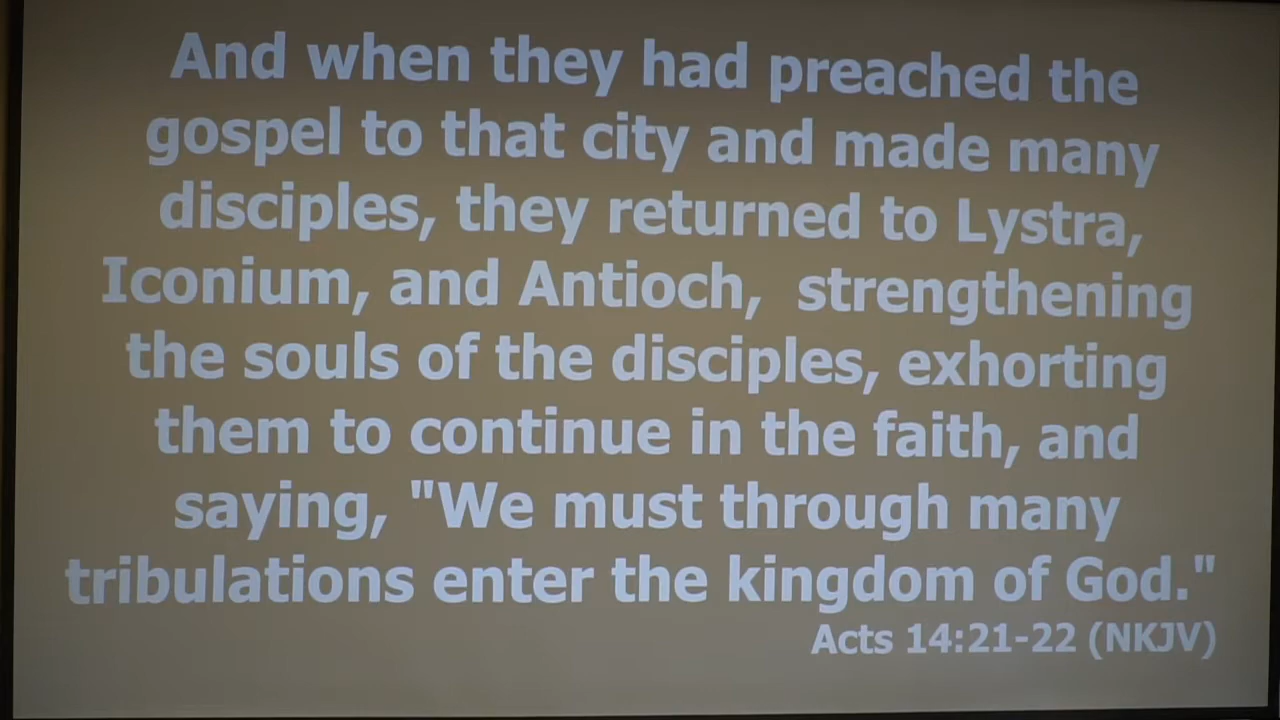 And when they had preached the
gospel to that city and made many
disciples, they returned to Lystra,
Iconium, and Antioch,  strengthening
the souls of the disciples, exhorting
them to continue in the faith, and
saying, "We must through many
tribulations enter the kingdom of God."
Acts 14:21-22 (NKJV)